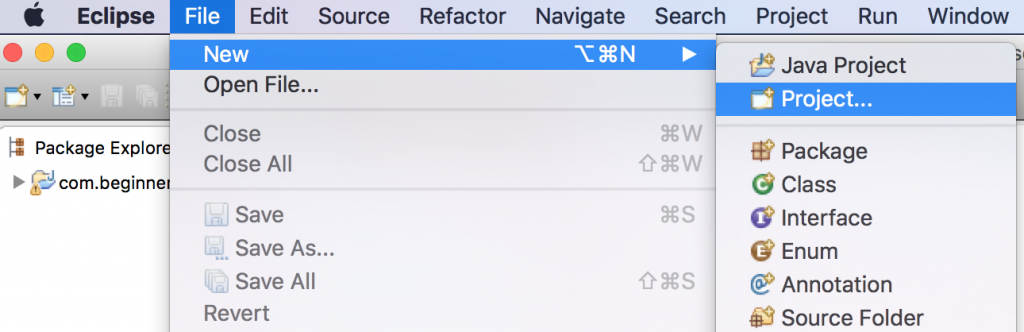 Eclipse File Edit Source Refactor Navigate Search Project Run Window
New ⌥⌘N ▶
Open File...
Close ⌘W
Close All ⇧⌘W
Save ⌘S
Save As...
Save All ⇧⌘S
Revert
Java Project
Project...
Package
Class
Interface
Enum
Annotation
Source Folder
Package Explore
com.beginner